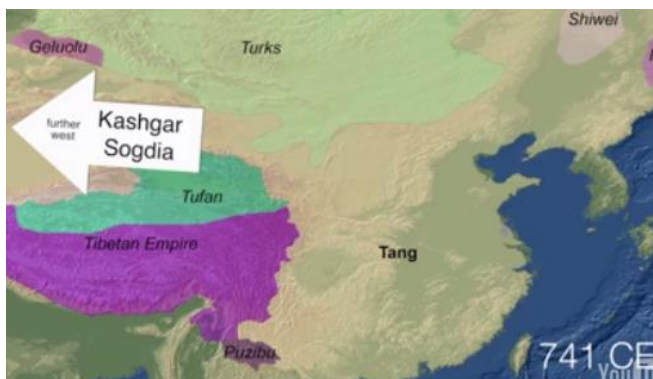 Shiwei
Geluolu
Turks
further
west
Kashgar
Sogdia
Tufan
Tibetan Empire
Tang
Puzibu
741.CE